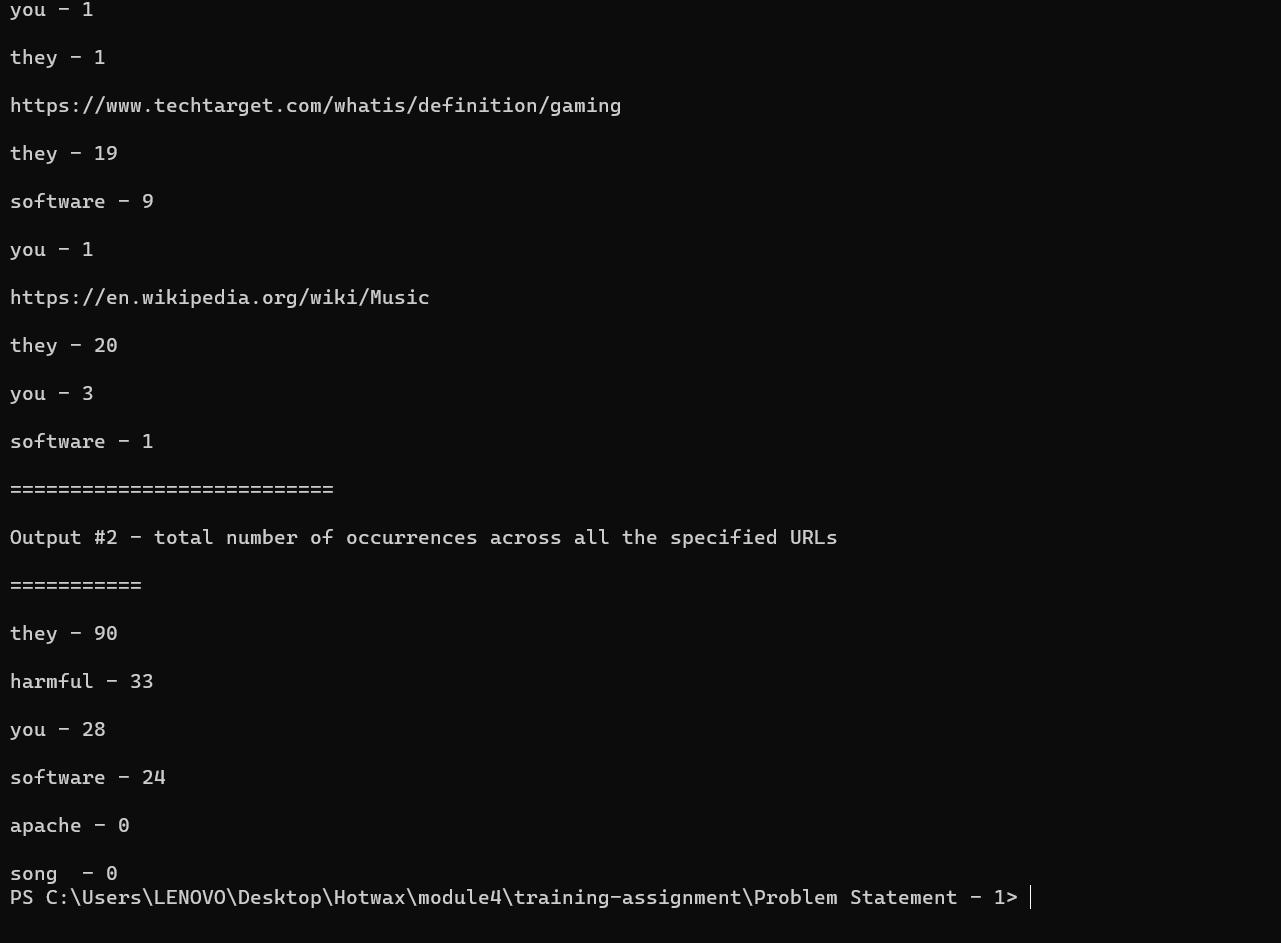 you - 1
they - 1
https://www.techtarget.com/whatis/definition/gaming
they - 19
software - 9
you - 1
https://en.wikipedia.org/wiki/Music
they - 20
you - 3
software - 1
===========================
Output #2 - total number of occurrences across all the specified URLs
===========
they - 90
harmful - 33
you - 28
software - 24
apache - 0
song  - 0
PS C:\Users\LENOVO\Desktop\Hotwax\module4\training-assignment\Problem Statement - 1>